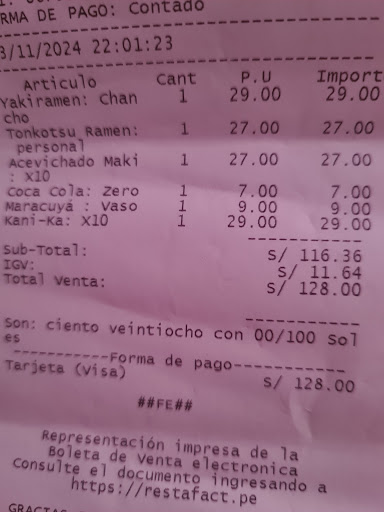 RMA DE PAGO: Contado
3/11/2024 22:01:23
Articulo Cant P.U Import
Yakiramen: Chan 1 29.00 29.00
cho
Tonkotsu Ramen: 1 27.00 27.00
personal
Acevichado Maki 1 27.00 27.00
: X10
Coca Cola: Zero 1 7.00 7.00
Maracuyá : Vaso 1 9.00 9.00
Kani-Ka: X10 1 29.00 29.00
-----------
Sub-Total: S/ 116.36
IGV: S/ 11.64
Total Venta: S/ 128.00
-----------
Son: ciento veintiocho con 00/100 Sol
es
-----------Forma de pago-----------
Tarjeta (Visa) S/ 128.00
##FE##
Representación impresa de la
Boleta de Venta electronica
Consulte el documento ingresando a
https://restafact.pe